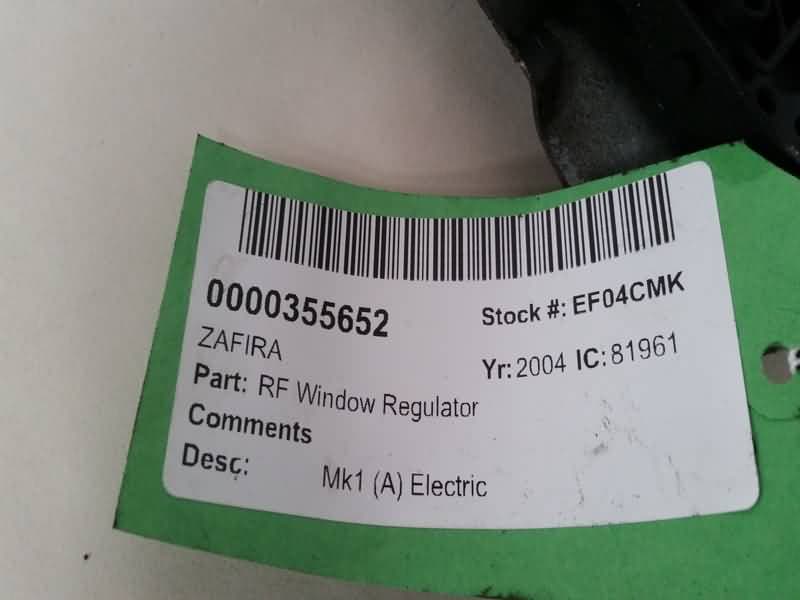 0000355652 Stock #: EF04CMK
ZAFIRA Yr: 2004 IC: 81961
Part: RF Window Regulator
Comments
Desc: Mk1 (A) Electric